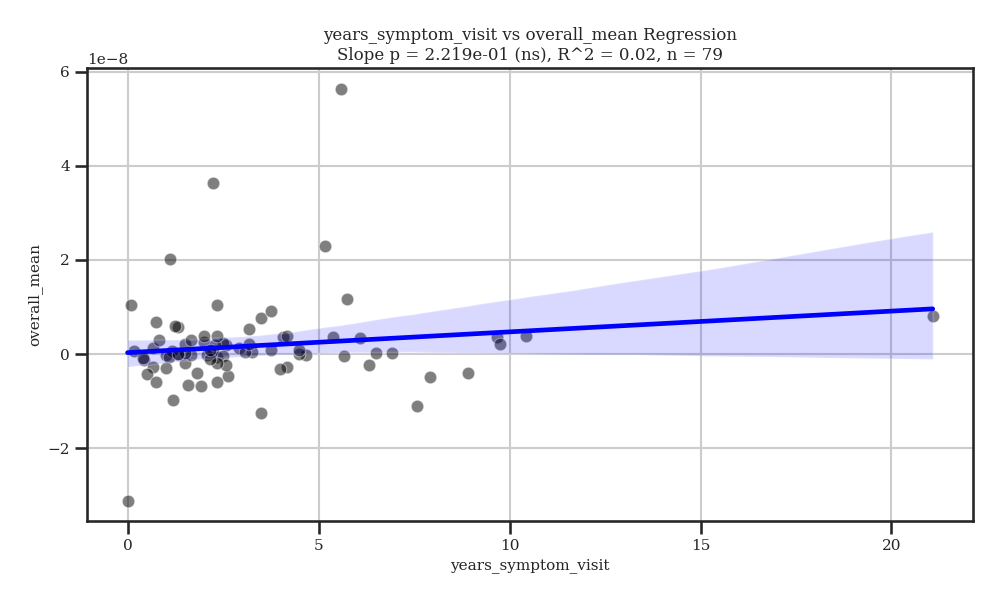 years_symptom_visit vs overall_mean Regression
Slope p = 2.219e-01 (ns), R^2 = 0.02, n = 79
1e−8
6
4
2
0
−2
overall_mean
0 5 10 15 20
years_symptom_visit